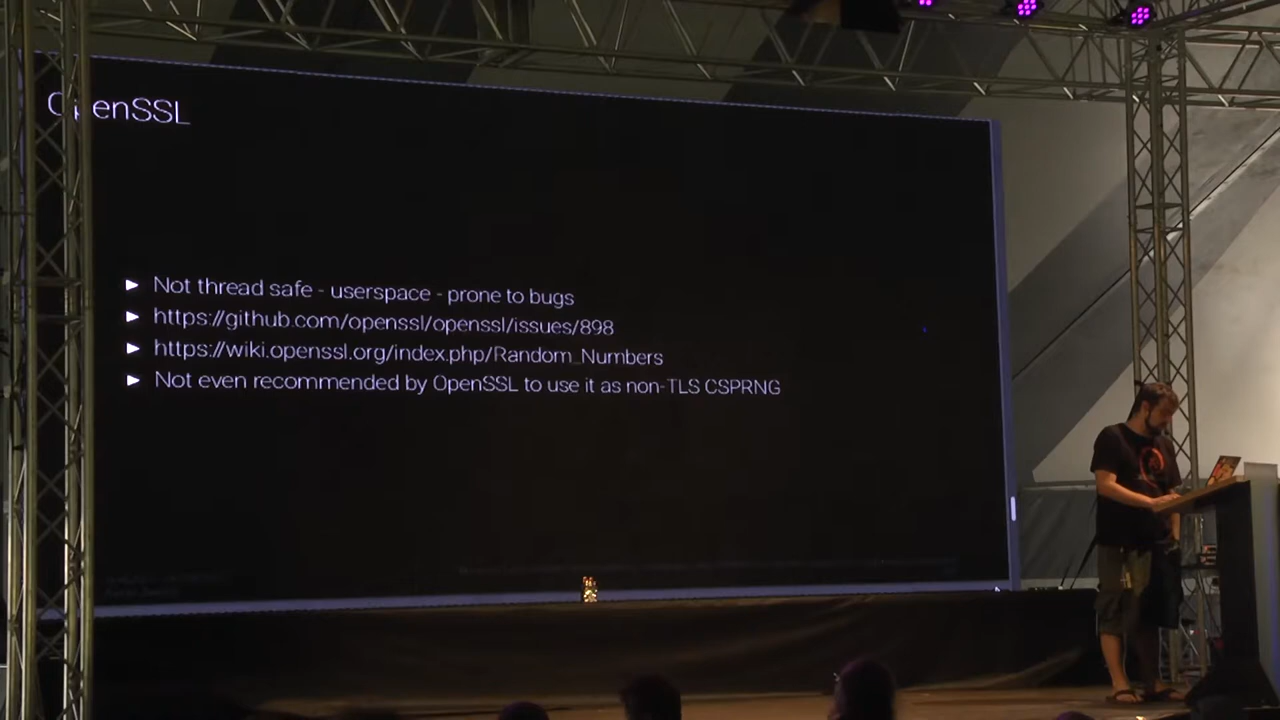 OpenSSL
Not thread safe - userspace - prone to bugs
https://github.com/openssl/openssl/issues/898
https://wiki.openssl.org/index.php/Random_Numbers
Not even recommended by OpenSSL to use it as non-TLS CSPRNG